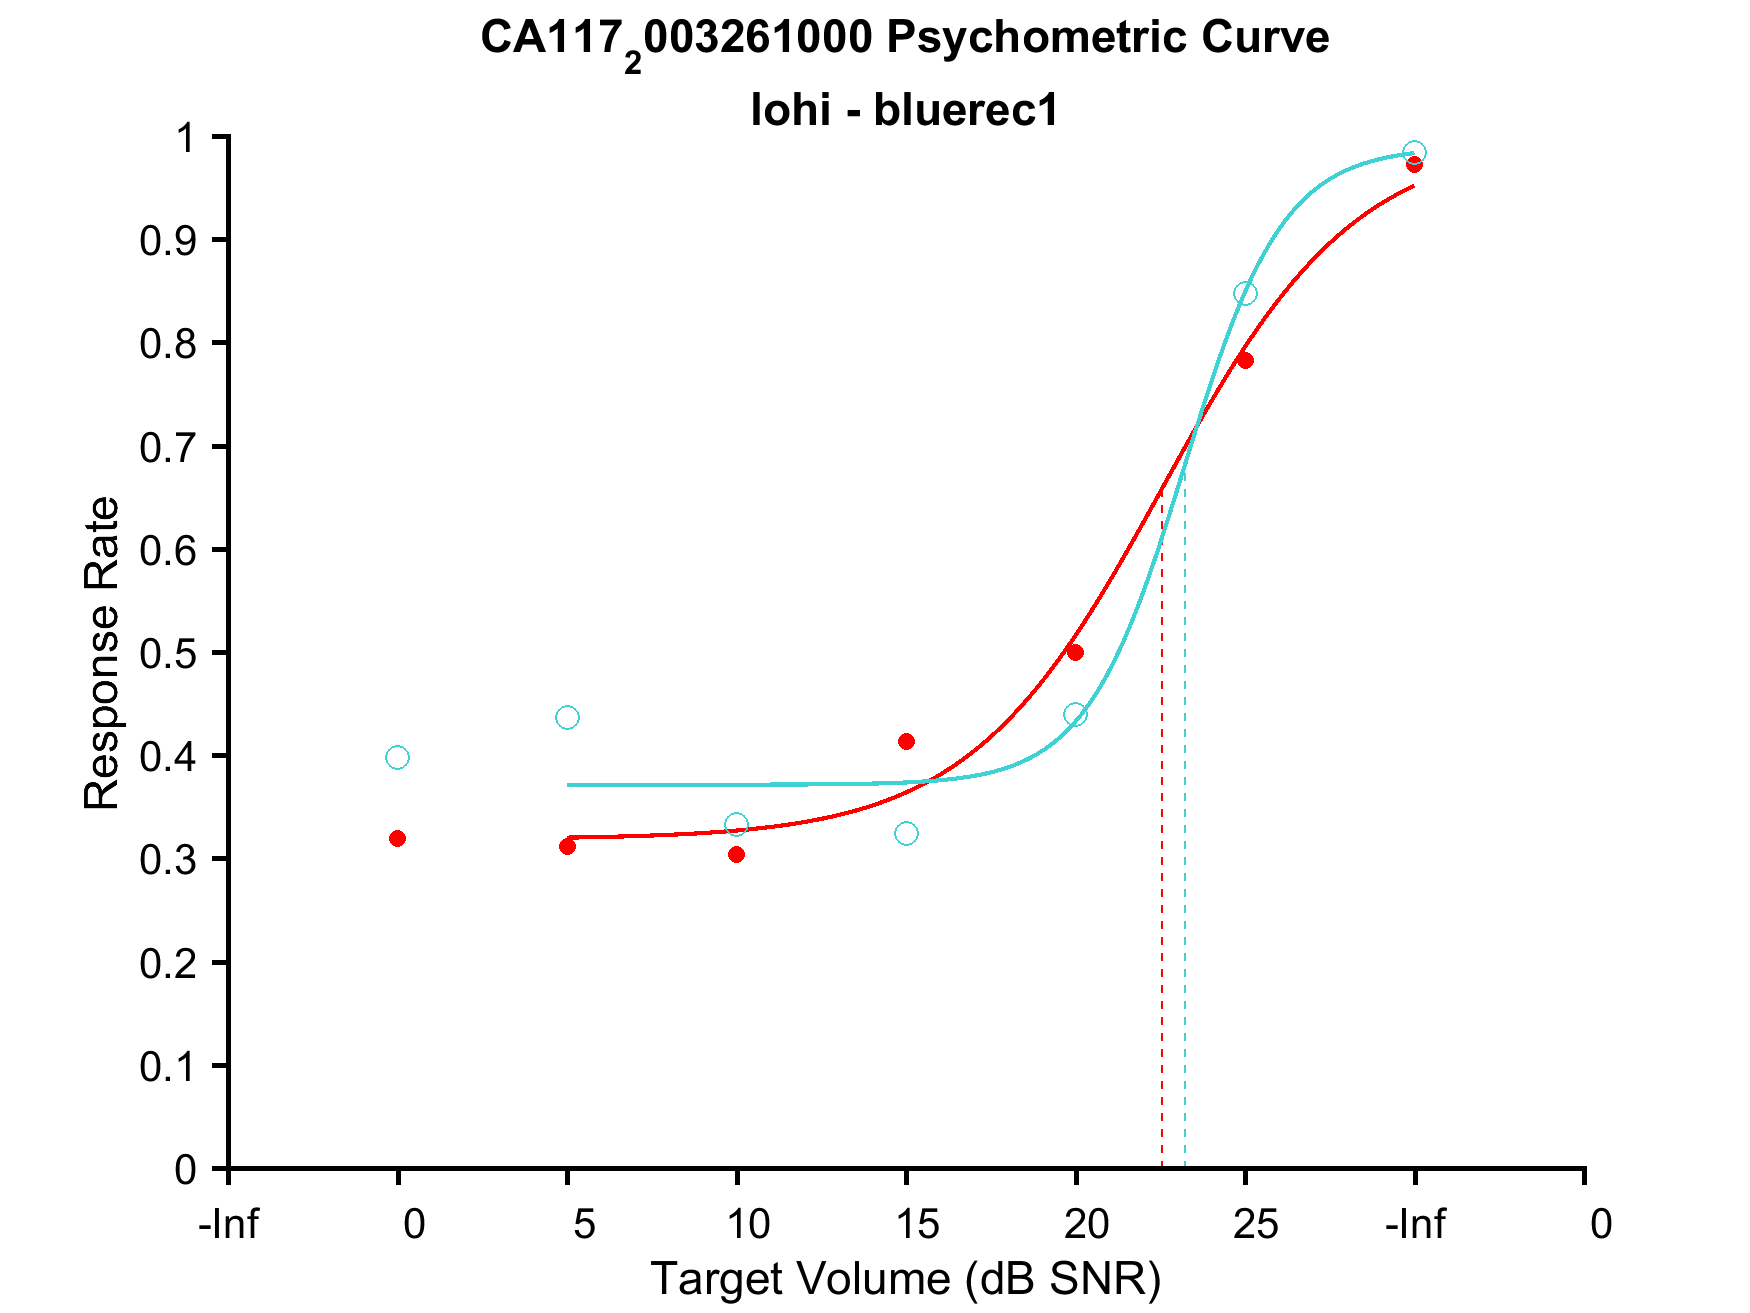 CA117₂003261000 Psychometric Curve
lohi - bluerec1
1
0.9
0.8
0.7
0.6
0.5
0.4
0.3
0.2
0.1
0
Response Rate
-Inf 0 5 10 15 20 25 -Inf 0
Target Volume (dB SNR)